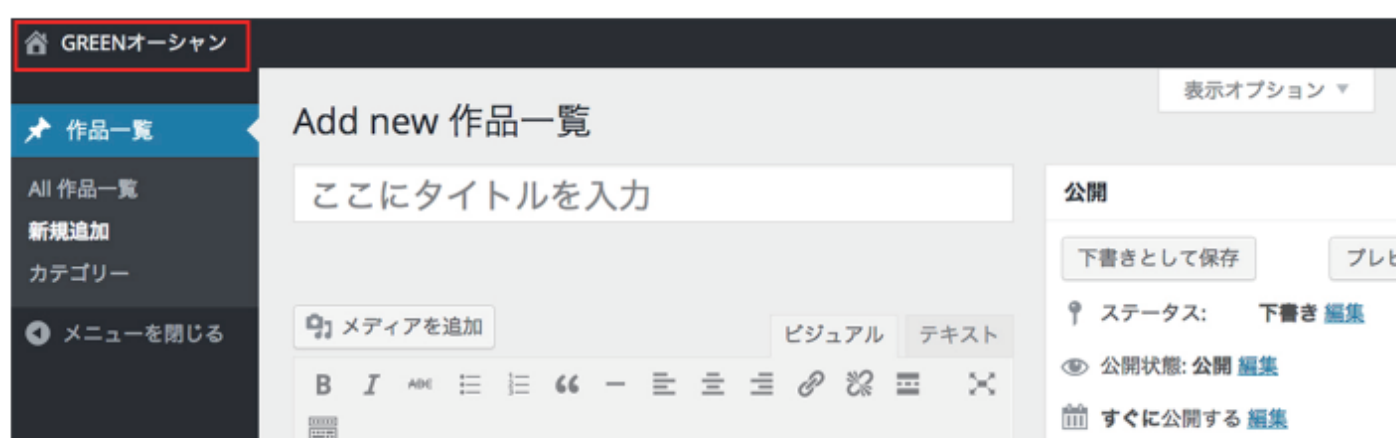 GREENオーシャン
表示オプション ▼
作品一覧
Add new 作品一覧
All 作品一覧
新規追加
カテゴリー
メニューを閉じる
ここにタイトルを入力
メディアを追加
ビジュアル
テキスト
B I ABC
公開
下書きとして保存
プレビ
ステータス: 下書き 編集
公開状態: 公開 編集
すぐに公開する 編集